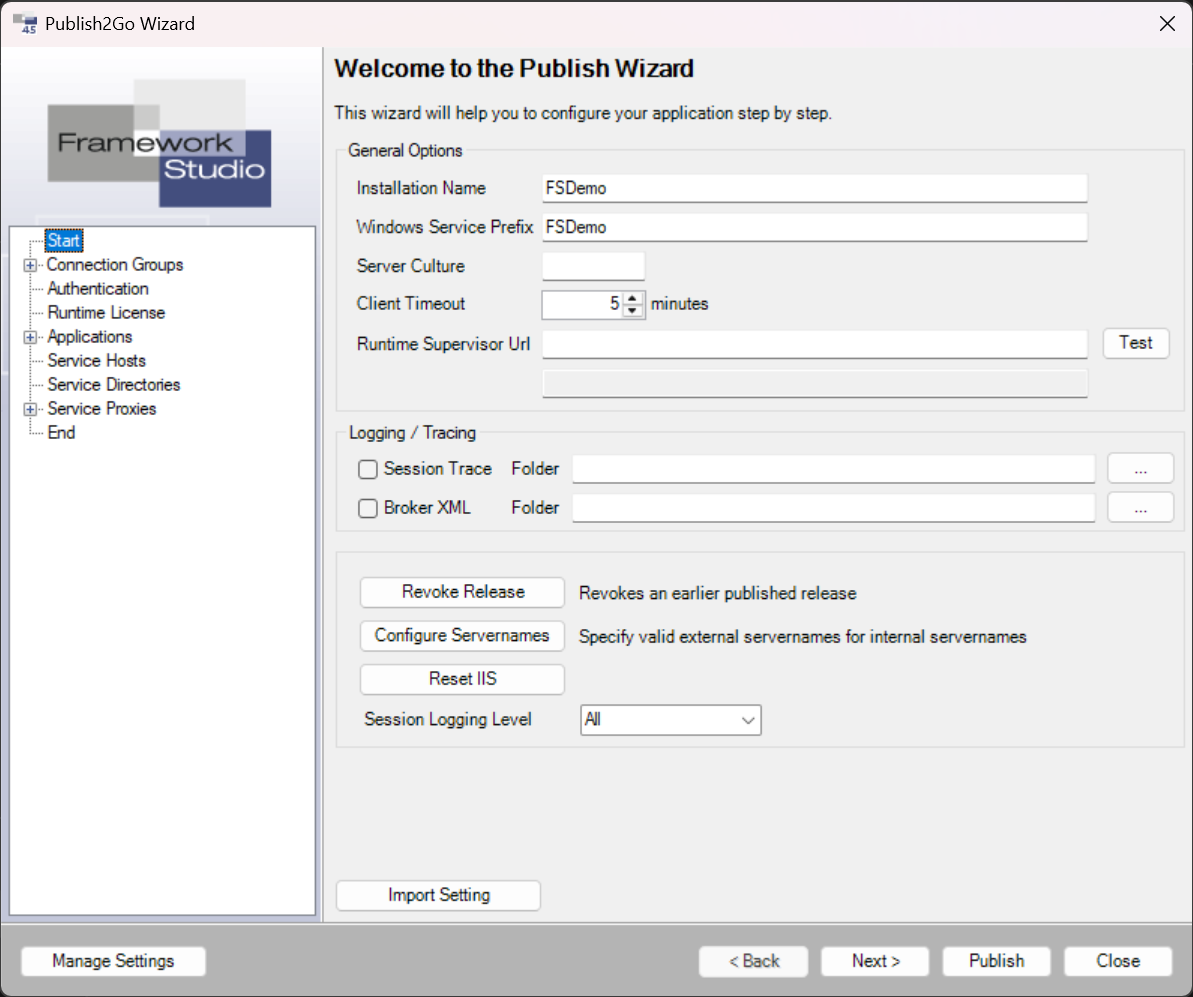 45 Publish2Go Wizard
Framework
Studio
Start
Connection Groups
Authentication
Runtime License
Applications
Service Hosts
Service Directories
Service Proxies
End
Welcome to the Publish Wizard
This wizard will help you to configure your application step by step.
General Options
Installation Name FSDemo
Windows Service Prefix FSDemo
Server Culture
Client Timeout 5 minutes
Runtime Supervisor Url Test
Logging / Tracing
Session Trace Folder ...
Broker XML Folder ...
Revoke Release Revokes an earlier published release
Configure Servernames Specify valid external servernames for internal servernames
Reset IIS
Session Logging Level All
Import Setting
Manage Settings < Back Next > Publish Close